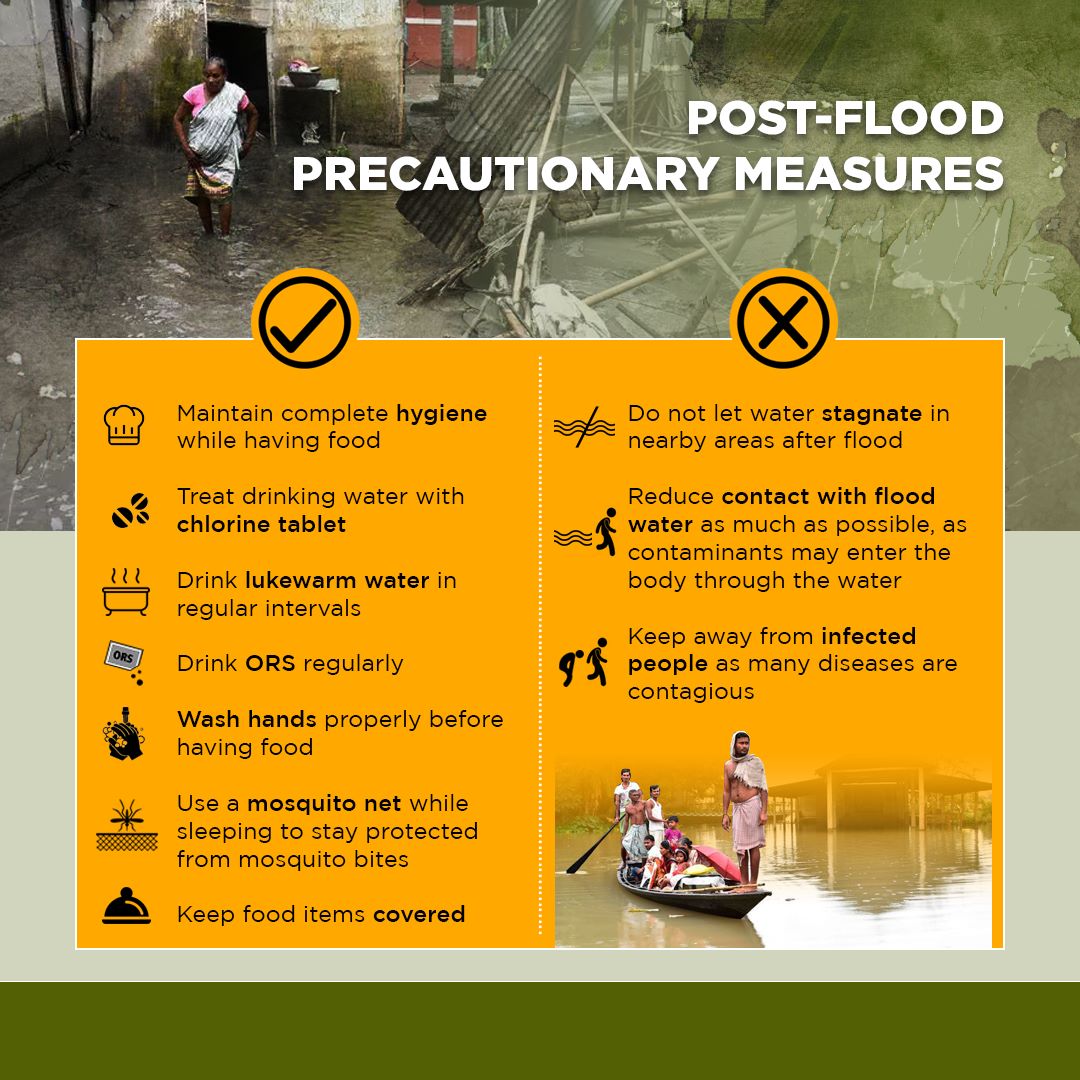 POST-FLOOD
PRECAUTIONARY MEASURES
Maintain complete hygiene
while having food
Treat drinking water with
chlorine tablet
Drink lukewarm water in
regular intervals
ORS
Drink ORS regularly
Wash hands properly before
having food
Use a mosquito net while
sleeping to stay protected
from mosquito bites
Keep food items covered
Do not let water stagnate in
nearby areas after flood
Reduce contact with flood
water as much as possible, as
contaminants may enter the
body through the water
Keep away from infected
people as many diseases are
contagious